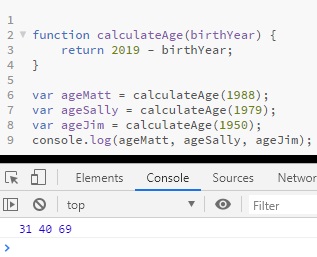 1
2 function calculateAge(birthYear) {
3 return 2019 - birthYear;
4 }
5
6 var ageMatt = calculateAge(1988);
7 var ageSally = calculateAge(1979);
8 var ageJim = calculateAge(1950);
9 console.log(ageMatt, ageSally, ageJim);
Elements Console Sources Networ
top Filter
31 40 69
>